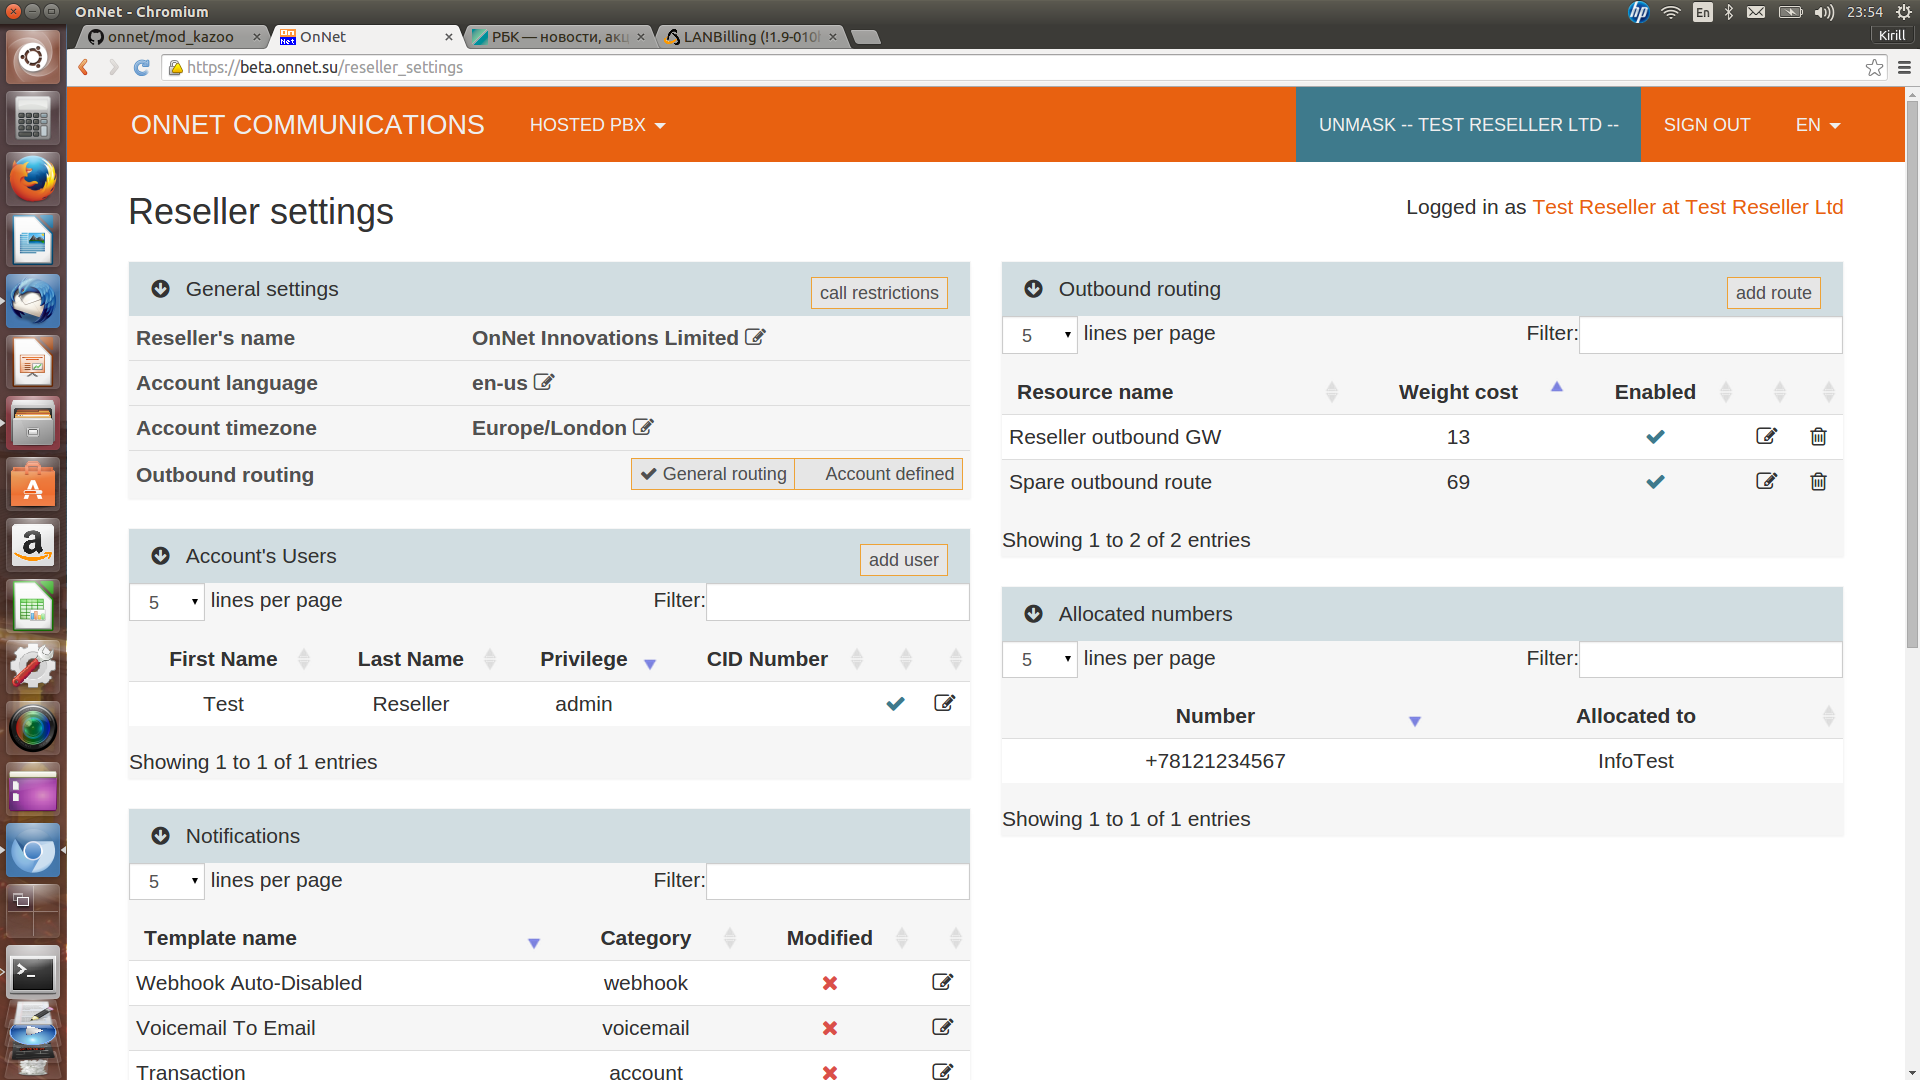 OnNet - Chromium
En
23:54
onnet/mod_kazoo
OnNet
РБК — новости, акц
LANBilling (!1.9-010
Kirill
https://beta.onnet.su/reseller_settings
ONNET COMMUNICATIONS
HOSTED PBX
UNMASK -- TEST RESELLER LTD --
SIGN OUT
EN
Reseller settings
Logged in as Test Reseller at Test Reseller Ltd
General settings
call restrictions
Reseller's name
OnNet Innovations Limited
Account language
en-us
Account timezone
Europe/London
Outbound routing
General routing
Account defined
Account's Users
add user
5 lines per page
Filter:
First Name Last Name Privilege CID Number
Test Reseller admin
Showing 1 to 1 of 1 entries
Notifications
5 lines per page
Filter:
Template name Category Modified
Webhook Auto-Disabled webhook
Voicemail To Email voicemail
Transaction account
Outbound routing
add route
5 lines per page
Filter:
Resource name Weight cost Enabled
Reseller outbound GW 13
Spare outbound route 69
Showing 1 to 2 of 2 entries
Allocated numbers
5 lines per page
Filter:
Number Allocated to
+78121234567 InfoTest
Showing 1 to 1 of 1 entries